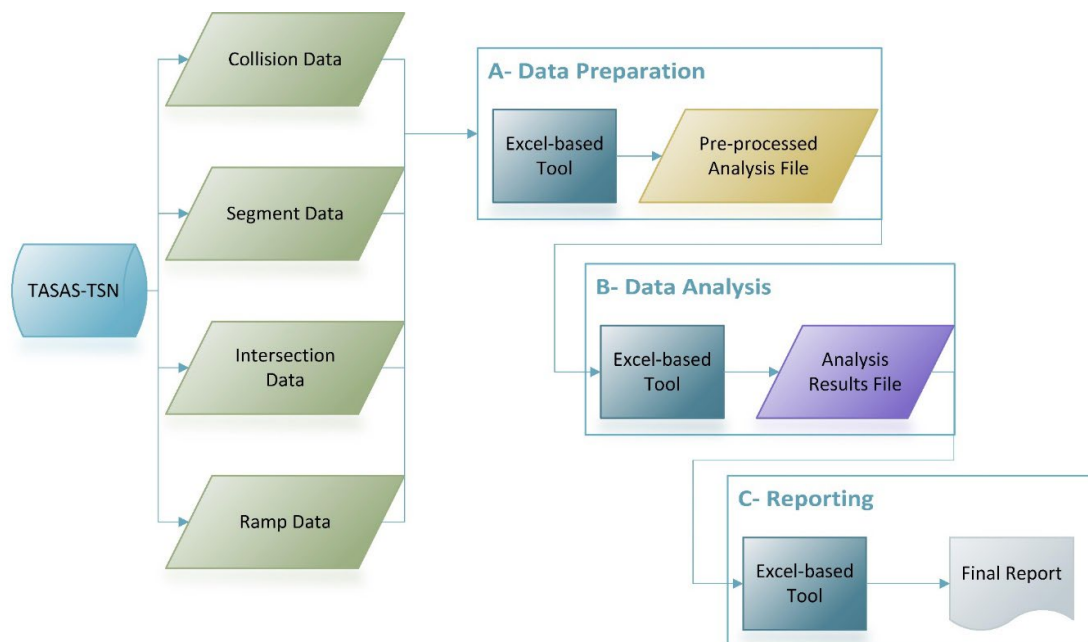 TASAS-TSN
Collision Data
Segment Data
Intersection
Data
Ramp Data
A- Data Preparation
Excel-based
Tool
Pre-processed
Analysis File
B- Data Analysis
Excel-based
Tool
Analysis
Results File
C- Reporting
Excel-based
Tool
Final Report